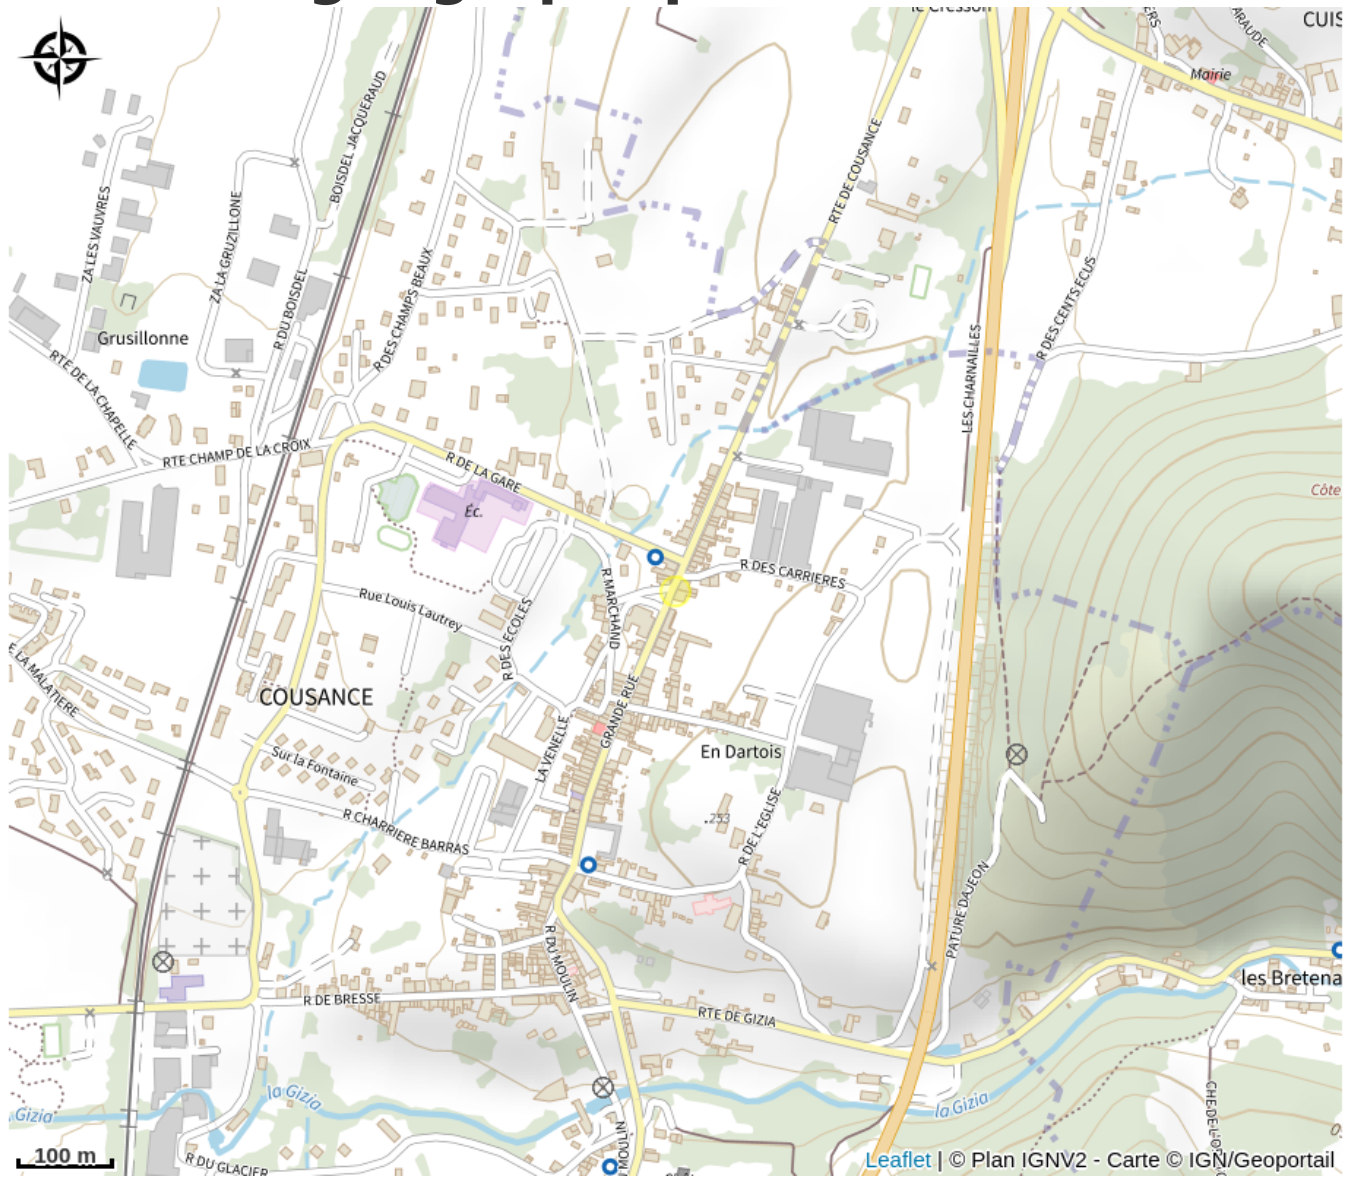 le Cresson
CUIS
Mairie
BOISDEL JACQUERAUD
RTE DE COUSANCE
ZA LES VAUVRES
ZA LA GRUZILLONE
R DU BOISDEL
R DES CHAMPS BEAUX
R DES CENTS ECUS
Grusillonne
LES CHARNAILLES
RTE DE LA CHAPELLE
RTE CHAMP DE LA CROIX
R DE LA GARE
Éc.
Côte
R DES CARRIERES
Rue Louis Lautrey
R MARCHAND
R DES ECOLES
E LA MALATIERE
COUSANCE
GRANDE RUE
LA VENELLE
En Dartois
Sur la Fontaine
R CHARRIERE BARRAS
.253
R DE L'EGLISE
PATURE DAJEON
R DU MOULIN
les Bretena
R DE BRESSE
RTE DE GIZIA
la Gizia
la Gizia
Gizia
MOULIN
R DU GLACIER
100 m
Leaflet | © Plan IGNV2 - Carte © IGN/Geoportail